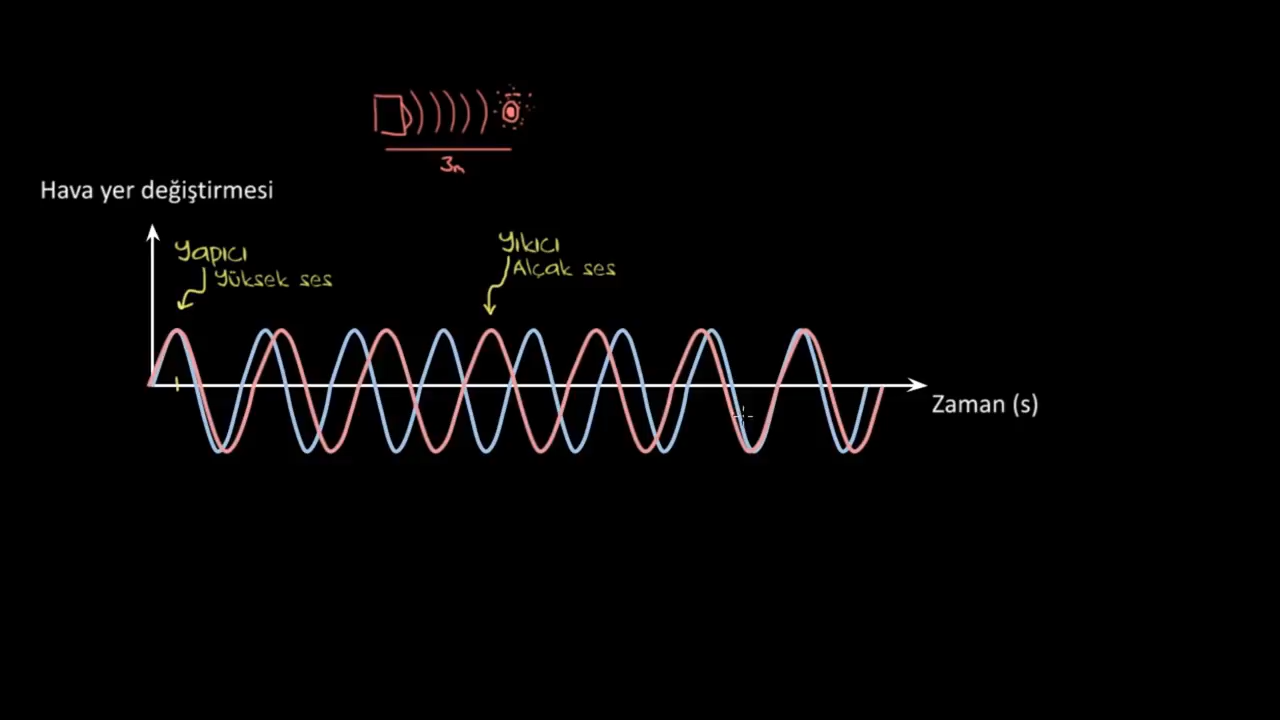 3m
Hava yer değiştirmesi
Yapıcı
Yüksek ses
Yıkıcı
Alçak ses
Zaman (s)